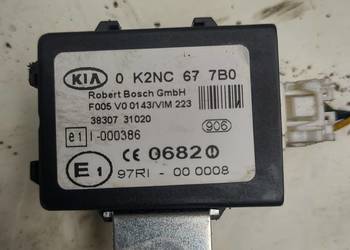 KIA 0 K2NC 67 7B0
Robert Bosch GmbH
F005 V0 0143/VIM 223
38307 31020
906
e1 I-000386
CE 0682
E1 97RI - 00 0008